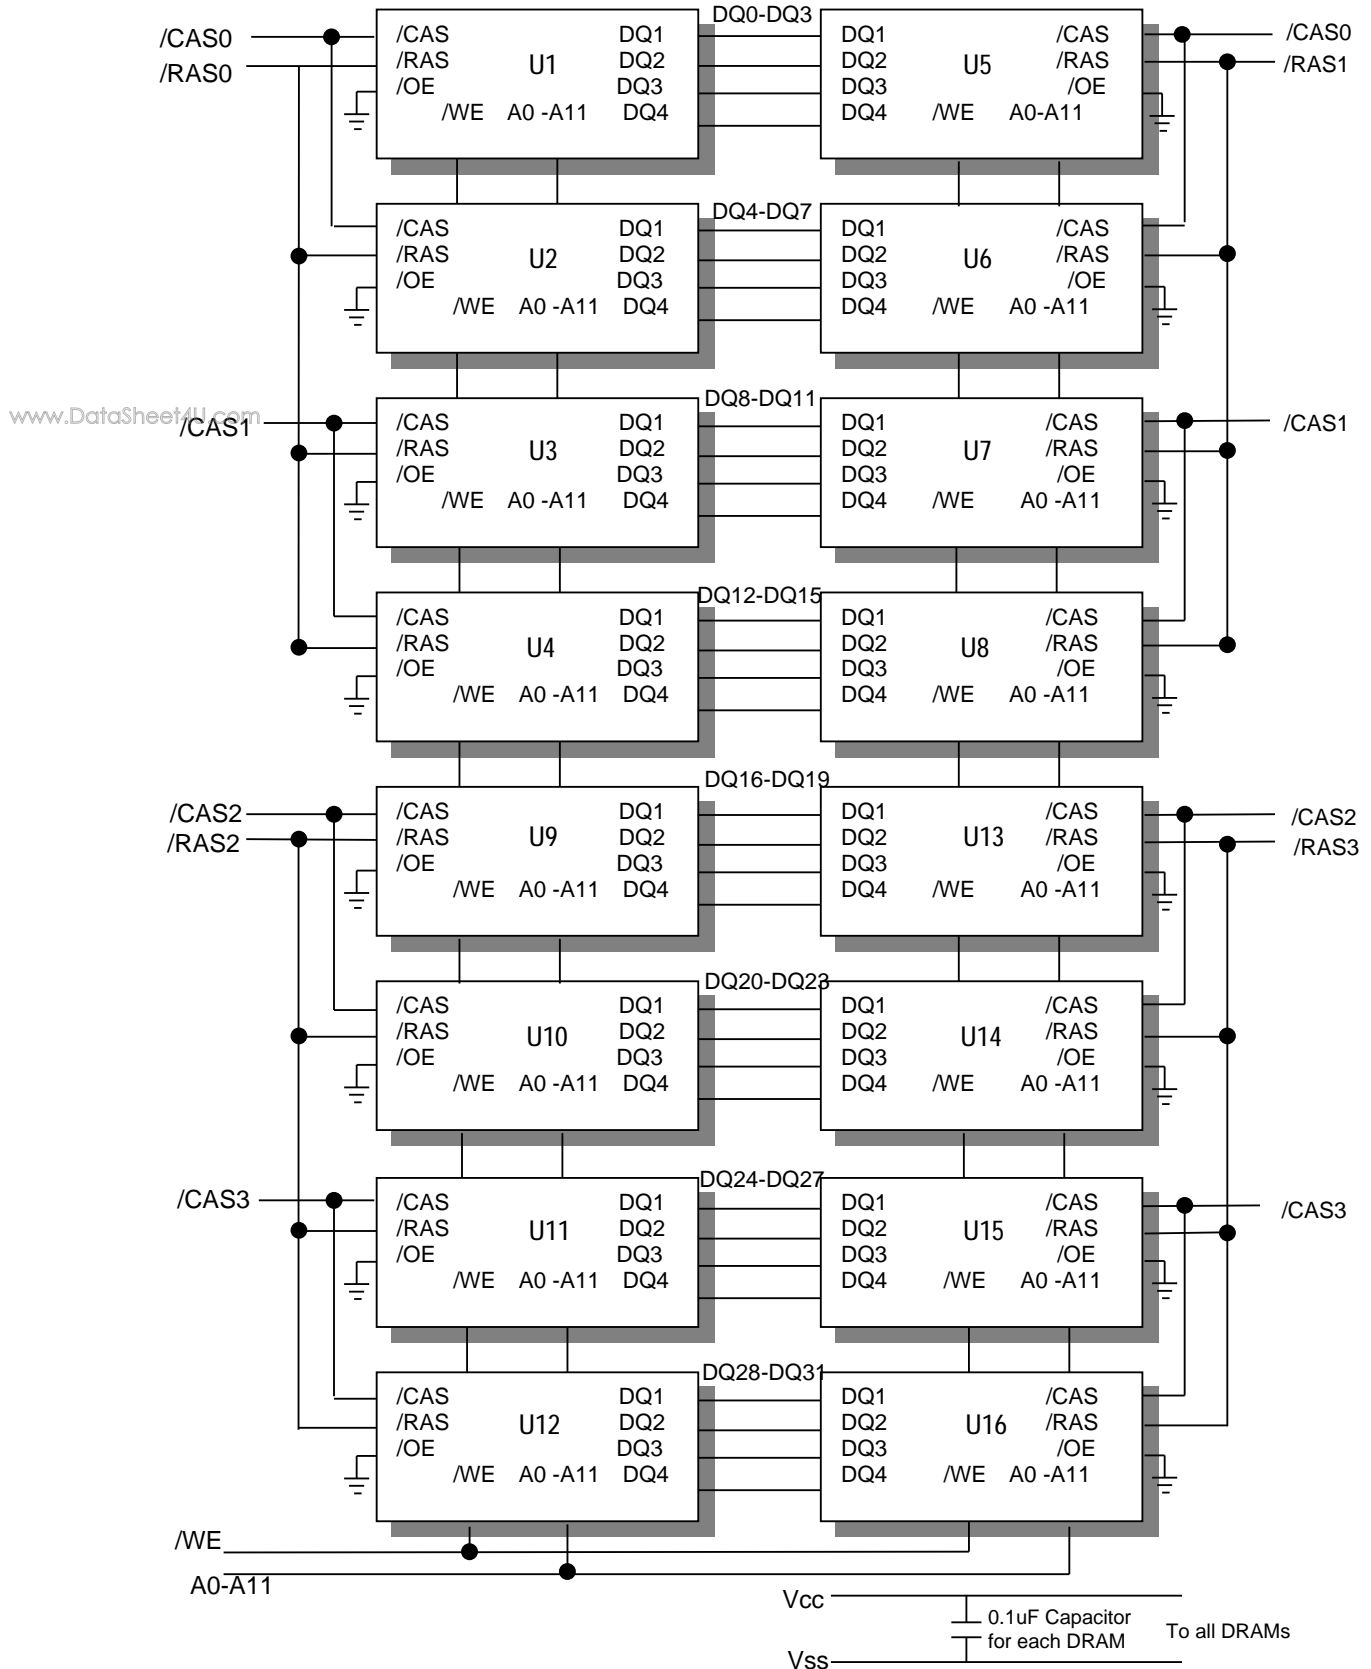 DQ0-DQ3
/CAS0 /CAS DQ1 DQ1 /CAS /CAS0
/RAS0 /RAS U1 DQ2 DQ2 U5 /RAS /RAS1
/OE DQ3 DQ3 /OE
/WE A0 -A11 DQ4 DQ4 /WE A0-A11
DQ4-DQ7
/CAS DQ1 DQ1 /CAS
/RAS U2 DQ2 DQ2 U6 /RAS
/OE DQ3 DQ3 /OE
/WE A0 -A11 DQ4 DQ4 /WE A0 -A11
DQ8-DQ11
www.DataSheet4U.com
/CAS1 /CAS DQ1 DQ1 /CAS /CAS1
/RAS U3 DQ2 DQ2 U7 /RAS
/OE DQ3 DQ3 /OE
/WE A0 -A11 DQ4 DQ4 /WE A0 -A11
DQ12-DQ15
/CAS DQ1 DQ1 /CAS
/RAS U4 DQ2 DQ2 U8 /RAS
/OE DQ3 DQ3 /OE
/WE A0 -A11 DQ4 DQ4 /WE A0 -A11
DQ16-DQ19
/CAS2 /CAS DQ1 DQ1 /CAS /CAS2
/RAS2 /RAS U9 DQ2 DQ2 U13 /RAS /RAS3
/OE DQ3 DQ3 /OE
/WE A0 -A11 DQ4 DQ4 /WE A0 -A11
DQ20-DQ23
/CAS DQ1 DQ1 /CAS
/RAS U10 DQ2 DQ2 U14 /RAS
/OE DQ3 DQ3 /OE
/WE A0 -A11 DQ4 DQ4 /WE A0 -A11
DQ24-DQ27
/CAS3 /CAS DQ1 DQ1 /CAS /CAS3
/RAS U11 DQ2 DQ2 U15 /RAS
/OE DQ3 DQ3 /OE
/WE A0 -A11 DQ4 DQ4 /WE A0 -A11
DQ28-DQ31
/CAS DQ1 DQ1 /CAS
/RAS U12 DQ2 DQ2 U16 /RAS
/OE DQ3 DQ3 /OE
/WE A0 -A11 DQ4 DQ4 /WE A0 -A11
/WE
A0-A11
Vcc
0.1uF Capacitor
for each DRAM To all DRAMs
Vss